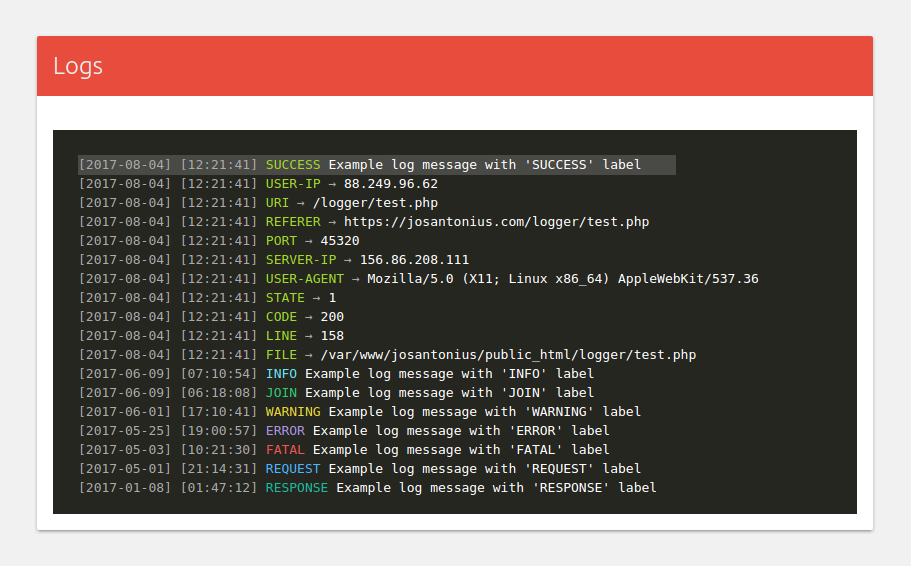 Logs
[2017-08-04] [12:21:41] SUCCESS Example log message with 'SUCCESS' label
[2017-08-04] [12:21:41] USER-IP → 88.249.96.62
[2017-08-04] [12:21:41] URI → /logger/test.php
[2017-08-04] [12:21:41] REFERER → https://josantonius.com/logger/test.php
[2017-08-04] [12:21:41] PORT → 45320
[2017-08-04] [12:21:41] SERVER-IP → 156.86.208.111
[2017-08-04] [12:21:41] USER-AGENT → Mozilla/5.0 (X11; Linux x86_64) AppleWebKit/537.36
[2017-08-04] [12:21:41] STATE → 1
[2017-08-04] [12:21:41] CODE → 200
[2017-08-04] [12:21:41] LINE → 158
[2017-08-04] [12:21:41] FILE → /var/www/josantonius/public_html/logger/test.php
[2017-06-09] [07:10:54] INFO Example log message with 'INFO' label
[2017-06-09] [06:18:08] JOIN Example log message with 'JOIN' label
[2017-06-01] [17:10:41] WARNING Example log message with 'WARNING' label
[2017-05-25] [19:00:57] ERROR Example log message with 'ERROR' label
[2017-05-03] [10:21:30] FATAL Example log message with 'FATAL' label
[2017-05-01] [21:14:31] REQUEST Example log message with 'REQUEST' label
[2017-01-08] [01:47:12] RESPONSE Example log message with 'RESPONSE' label